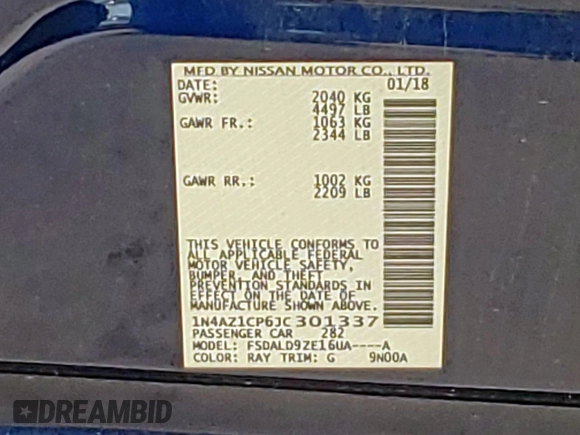 MFD BY NISSAN MOTOR CO., LTD.
DATE: 01/18
GVWR: 2040 KG
4497 LB
GAWR FR.: 1063 KG
2344 LB
GAWR RR.: 1002 KG
2209 LB
THIS VEHICLE CONFORMS TO
ALL APPLICABLE FEDERAL
MOTOR VEHICLE SAFETY,
BUMPER, AND THEFT
PREVENTION STANDARDS IN
EFFECT ON THE DATE OF
MANUFACTURE SHOWN ABOVE.
1N4AZ1CP6JC301337
PASSENGER CAR 282
MODEL: FSDALD9ZE16UA----A
COLOR: RAY TRIM: G 9N00A
DREAMBID